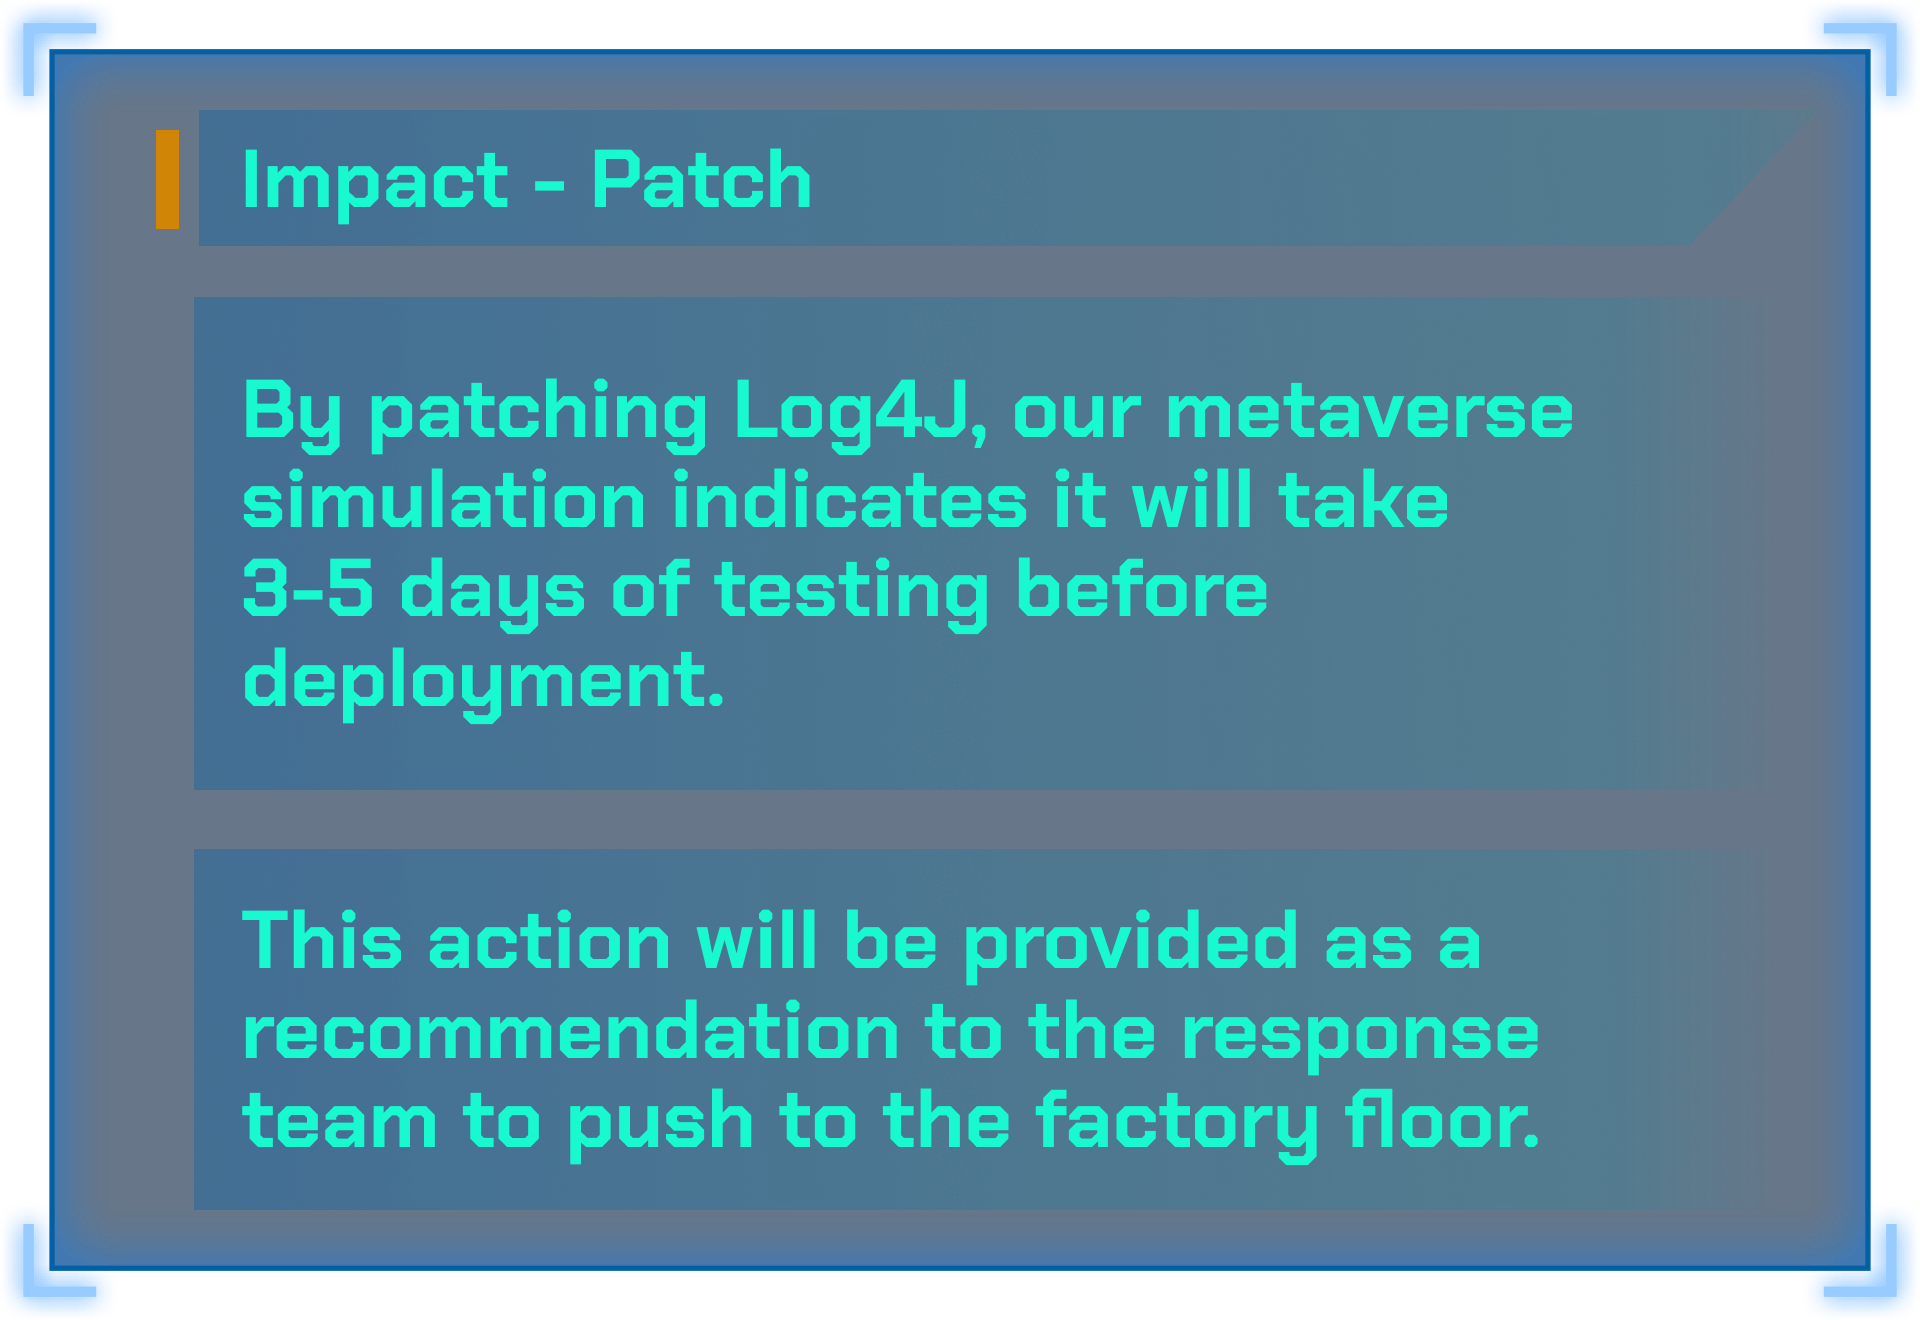 Impact - Patch
By patching Log4J, our metaverse
simulation indicates it will take
3-5 days of testing before
deployment.
This action will be provided as a
recommendation to the response
team to push to the factory floor.